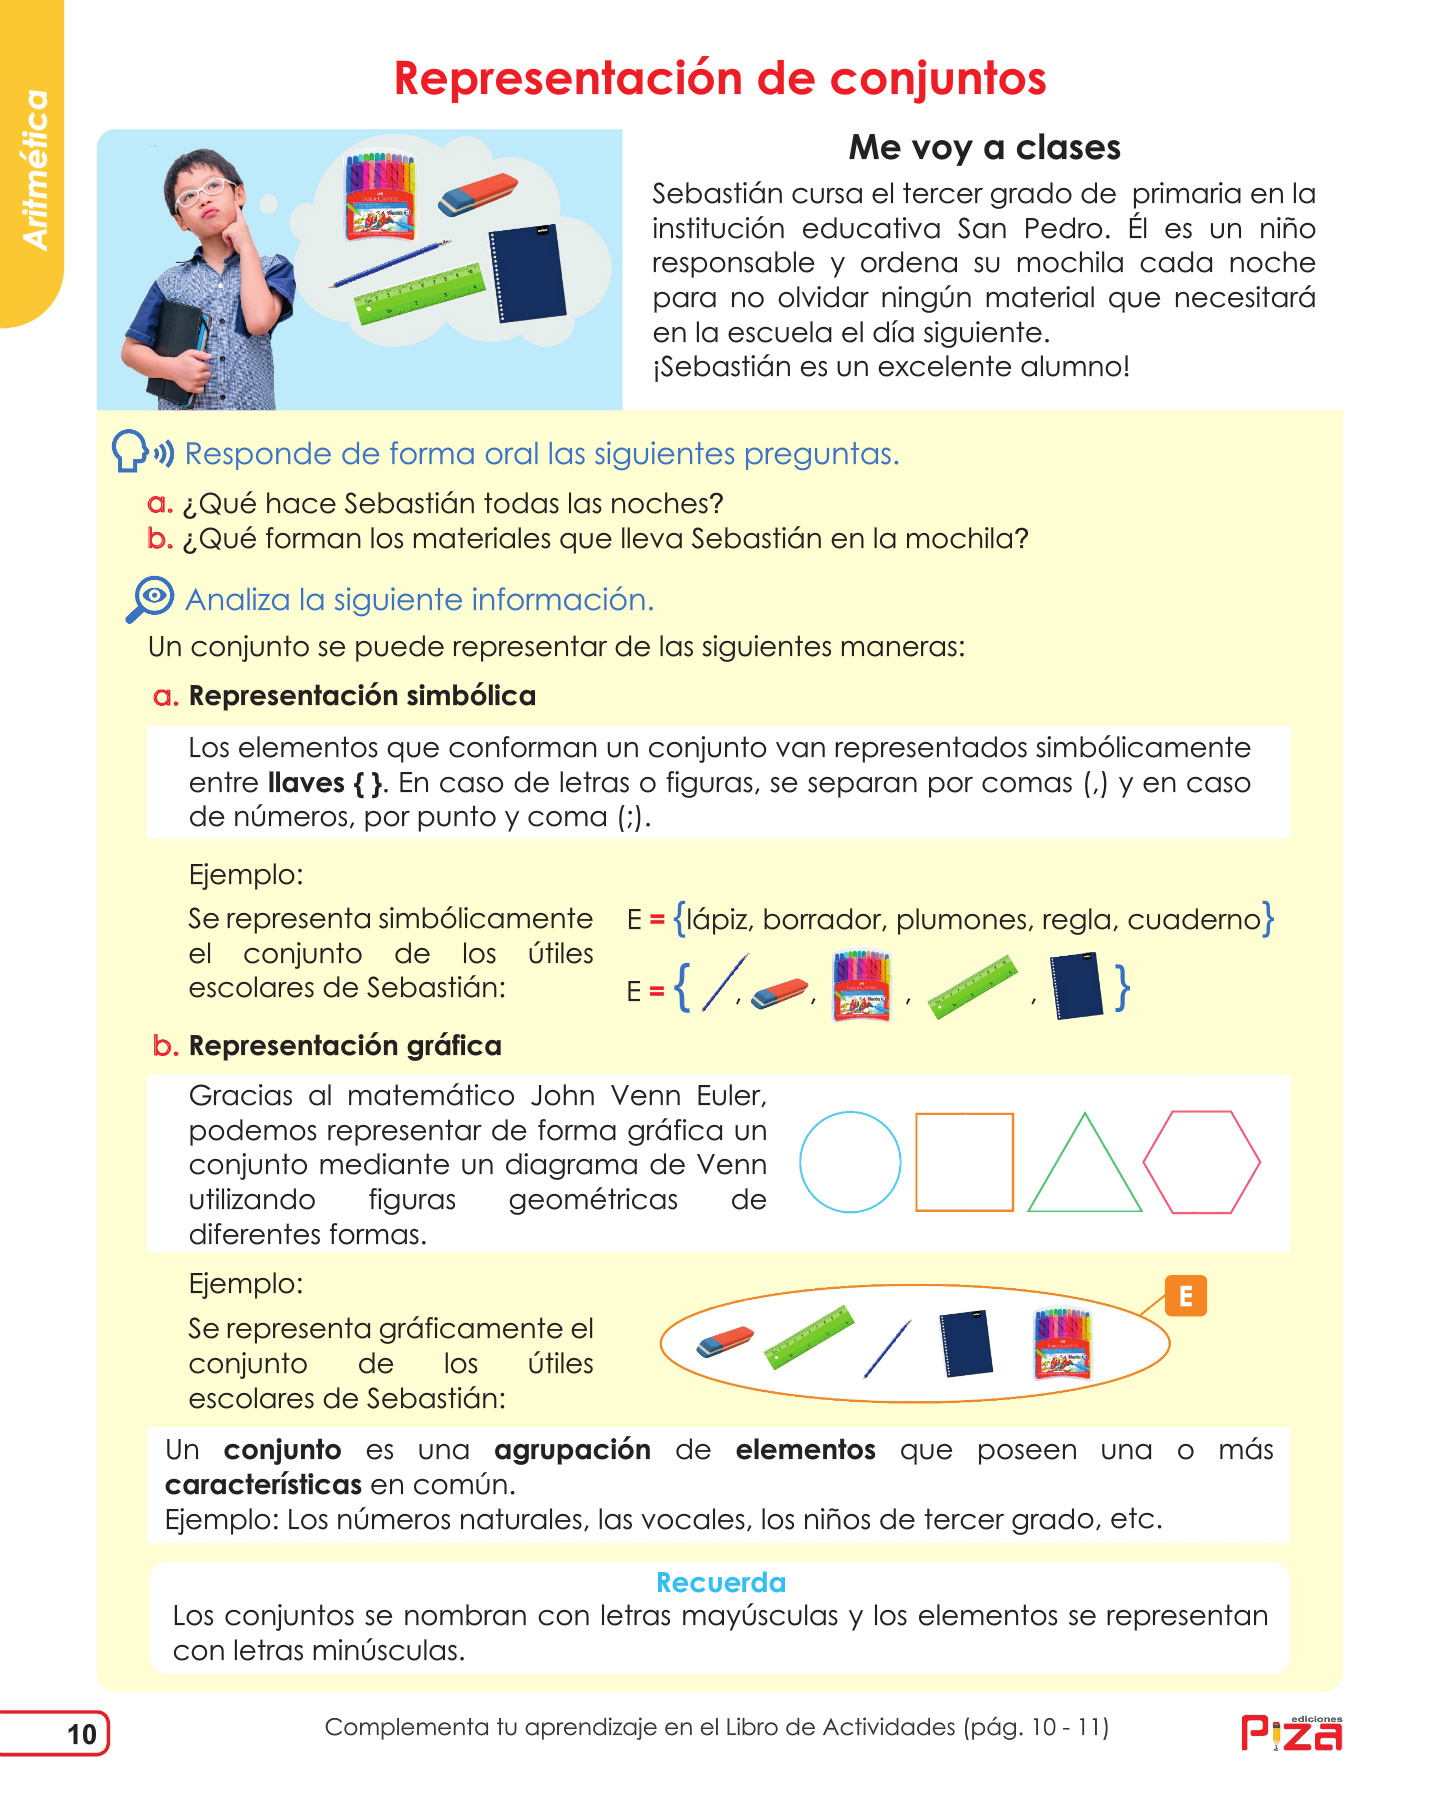 Aritmética
Representación de conjuntos
Me voy a clases
Sebastián cursa el tercer grado de primaria en la
institución educativa San Pedro. Él es un niño
responsable y ordena su mochila cada noche
para no olvidar ningún material que necesitará
en la escuela el día siguiente.
¡Sebastián es un excelente alumno!
Responde de forma oral las siguientes preguntas.
a. ¿Qué hace Sebastián todas las noches?
b. ¿Qué forman los materiales que lleva Sebastián en la mochila?
Analiza la siguiente información.
Un conjunto se puede representar de las siguientes maneras:
a. Representación simbólica
Los elementos que conforman un conjunto van representados simbólicamente
entre llaves { }. En caso de letras o figuras, se separan por comas (,) y en caso
de números, por punto y coma (;).
Ejemplo:
Se representa simbólicamente
el conjunto de los útiles
escolares de Sebastián:
E = {lápiz, borrador, plumones, regla, cuaderno}
E = { , , , , }
b. Representación gráfica
Gracias al matemático John Venn Euler,
podemos representar de forma gráfica un
conjunto mediante un diagrama de Venn
utilizando figuras geométricas de
diferentes formas.
Ejemplo:
Se representa gráficamente el
conjunto de los útiles
escolares de Sebastián:
E
Un conjunto es una agrupación de elementos que poseen una o más
características en común.
Ejemplo: Los números naturales, las vocales, los niños de tercer grado, etc.
Recuerda
Los conjuntos se nombran con letras mayúsculas y los elementos se representan
con letras minúsculas.
10
Complementa tu aprendizaje en el Libro de Actividades (pág. 10 - 11)
ediciones
Piza